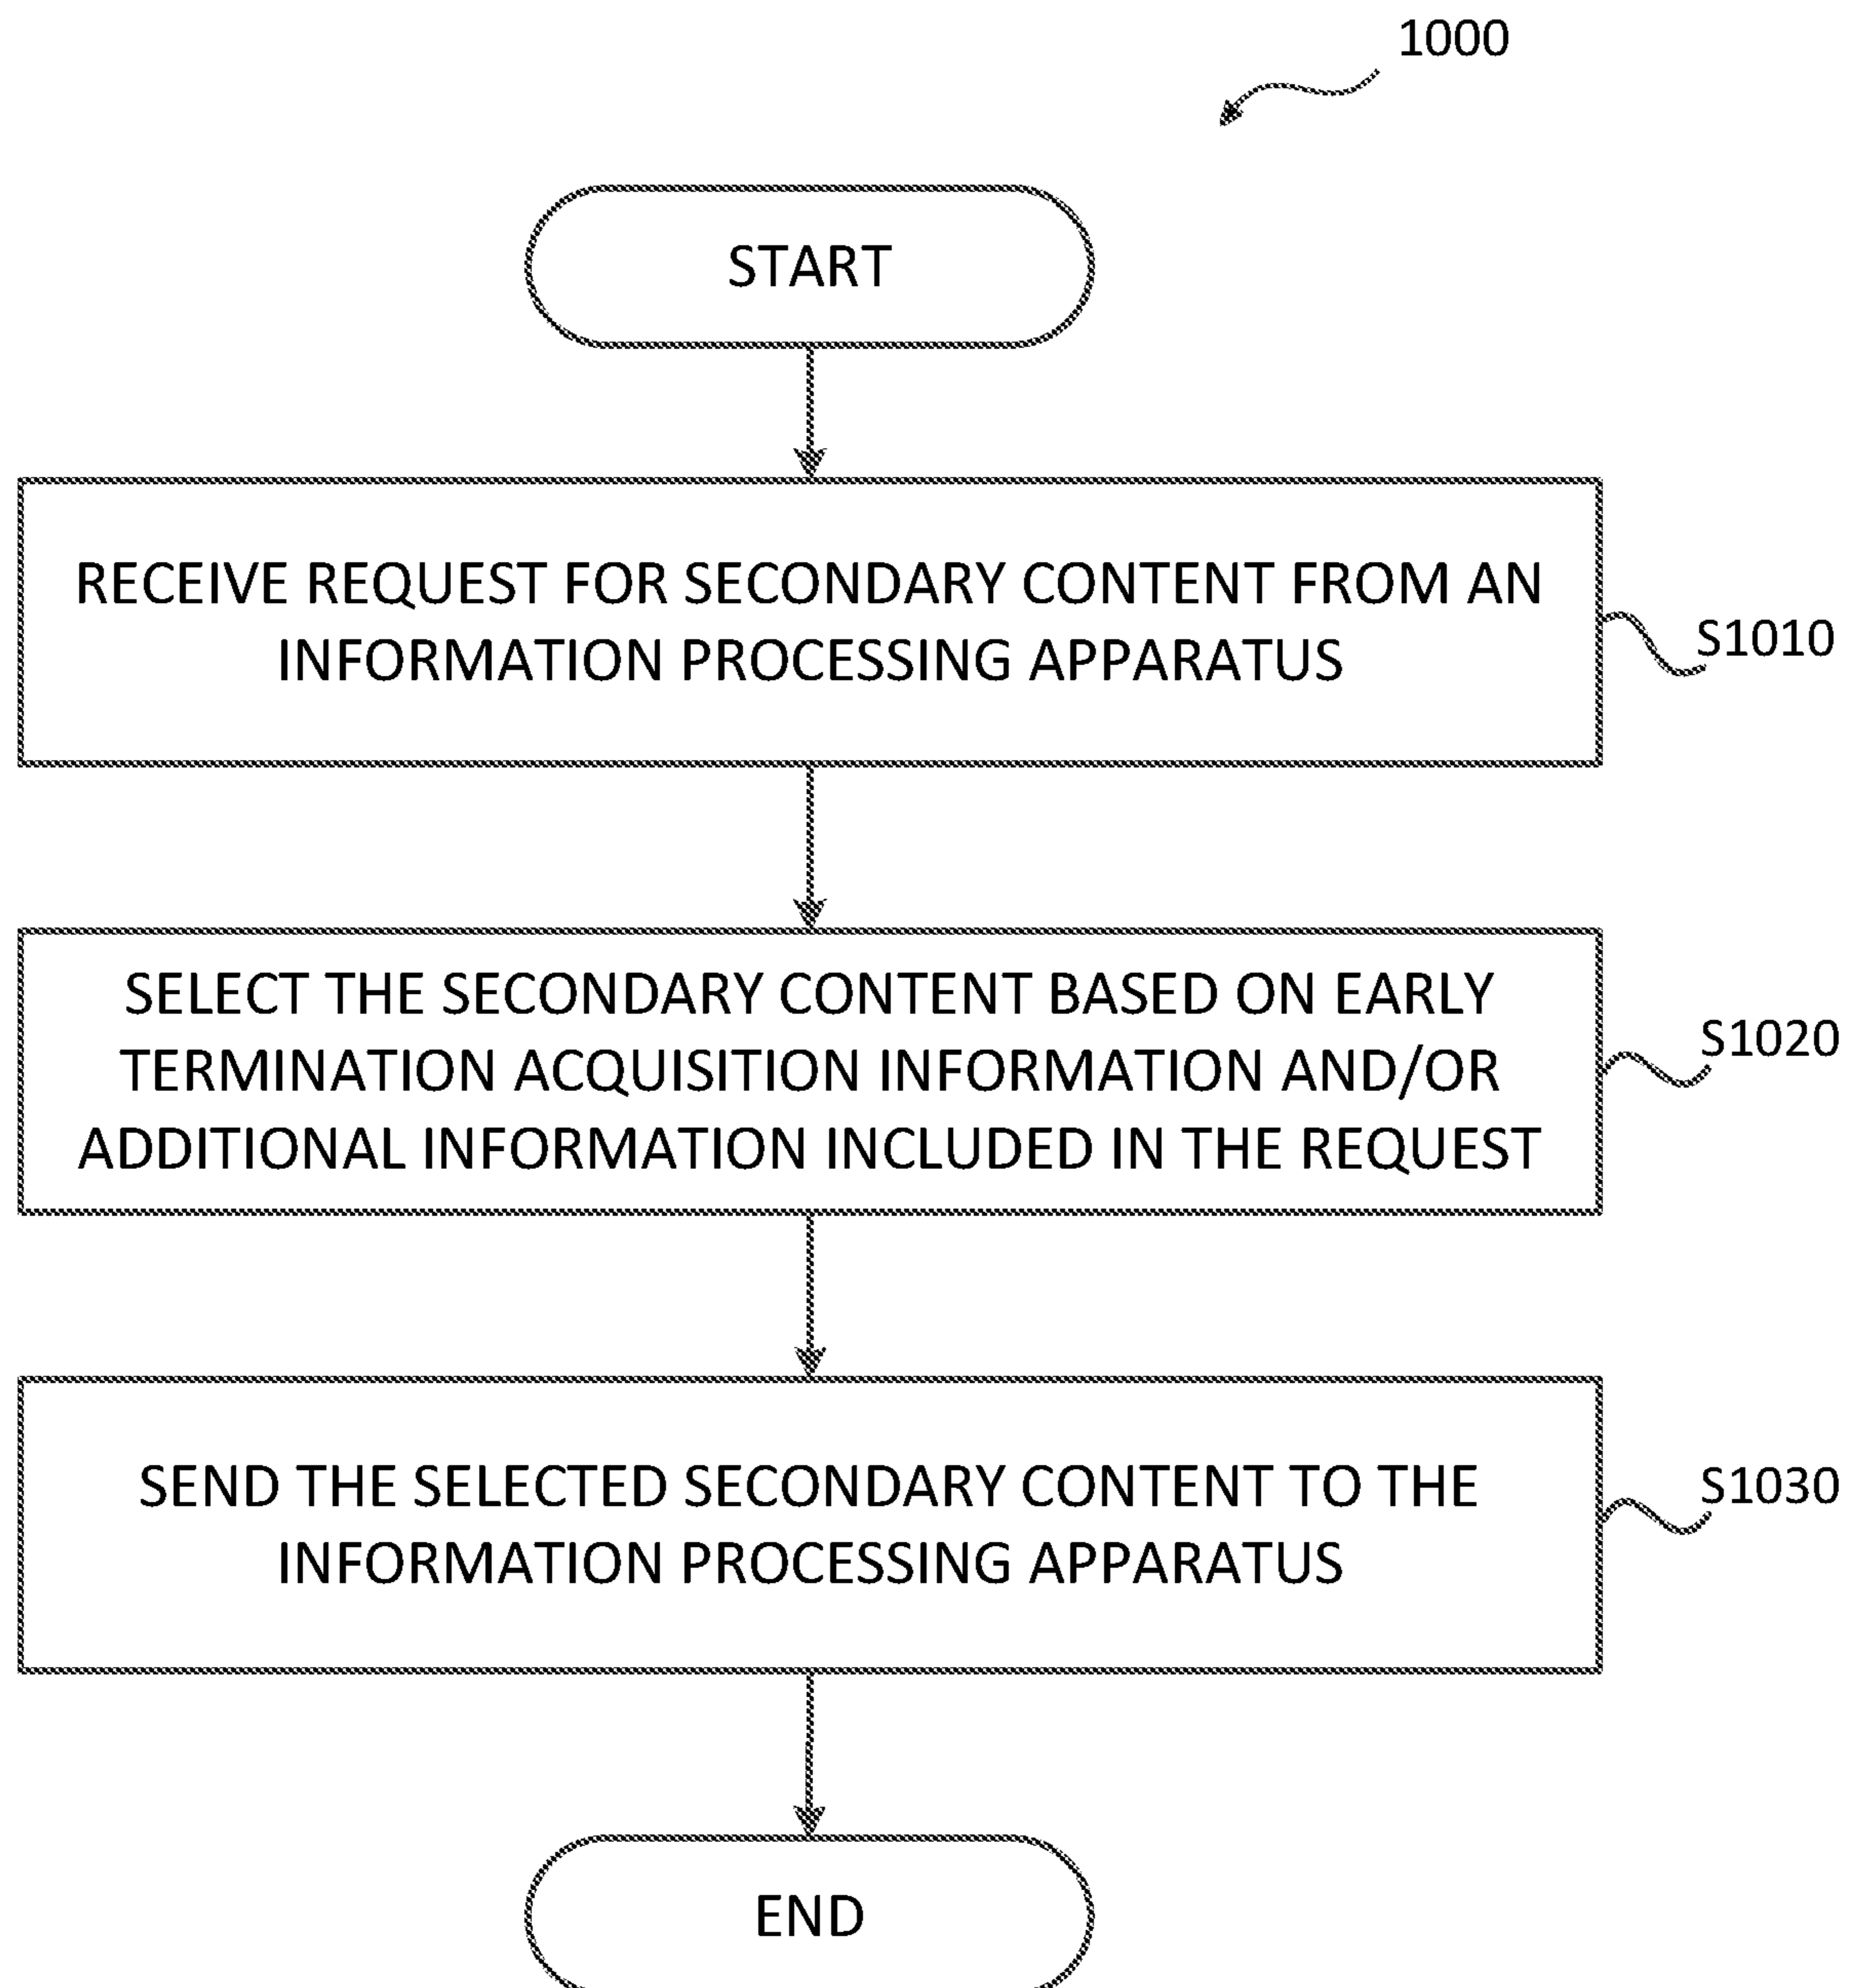 1000
START
RECEIVE REQUEST FOR SECONDARY CONTENT FROM AN
INFORMATION PROCESSING APPARATUS
S1010
SELECT THE SECONDARY CONTENT BASED ON EARLY
TERMINATION ACQUISITION INFORMATION AND/OR
ADDITIONAL INFORMATION INCLUDED IN THE REQUEST
S1020
SEND THE SELECTED SECONDARY CONTENT TO THE
INFORMATION PROCESSING APPARATUS
S1030
END